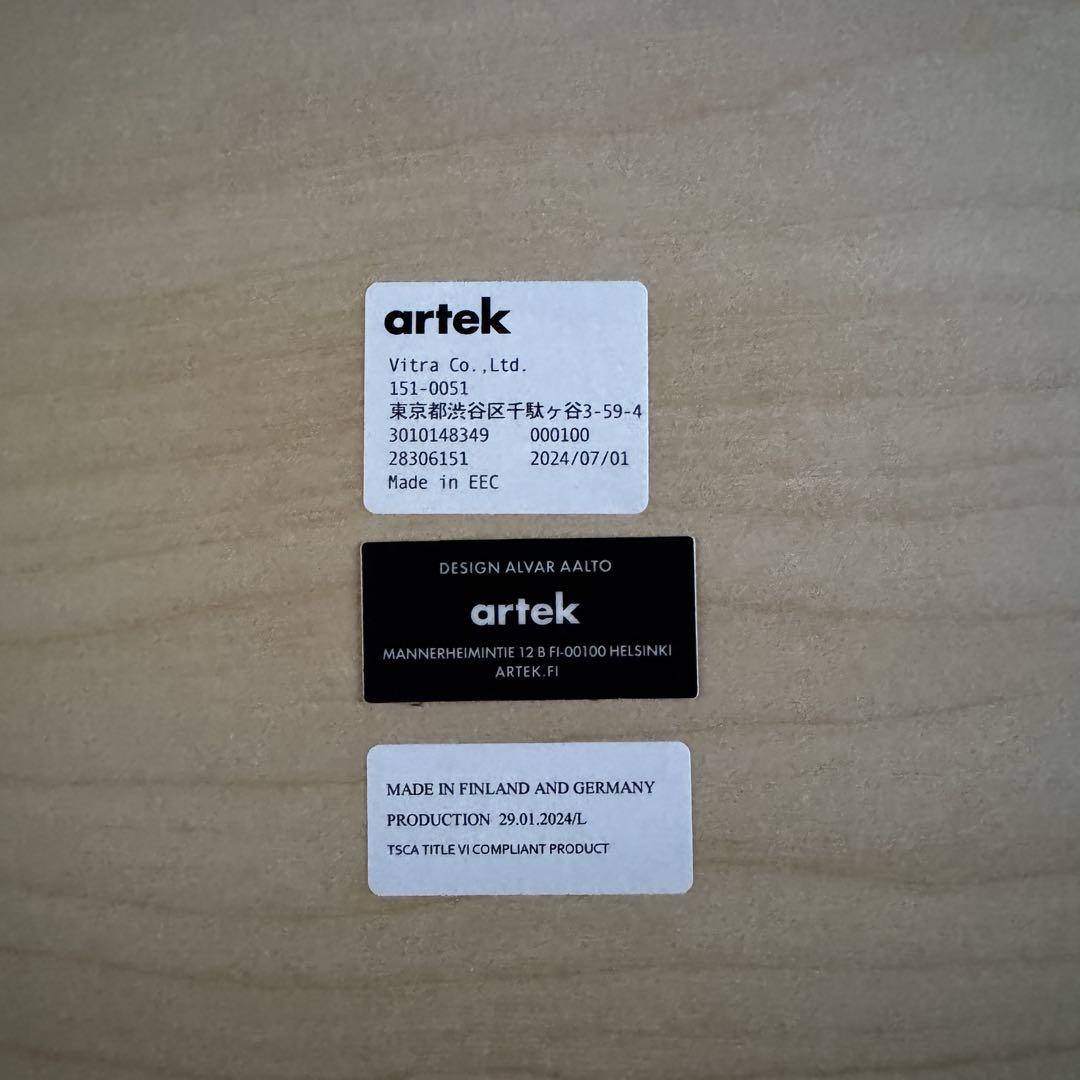 artek
Vitra Co.,Ltd.
151-0051
東京都渋谷区千駄ヶ谷3-59-4
3010148349 000100
28306151 2024/07/01
Made in EEC
DESIGN ALVAR AALTO
artek
MANNERHEIMINTIE 12 B FI-00100 HELSINKI
ARTEK.FI
MADE IN FINLAND AND GERMANY
PRODUCTION 29.01.2024/L
TSCA TITLE VI COMPLIANT PRODUCT